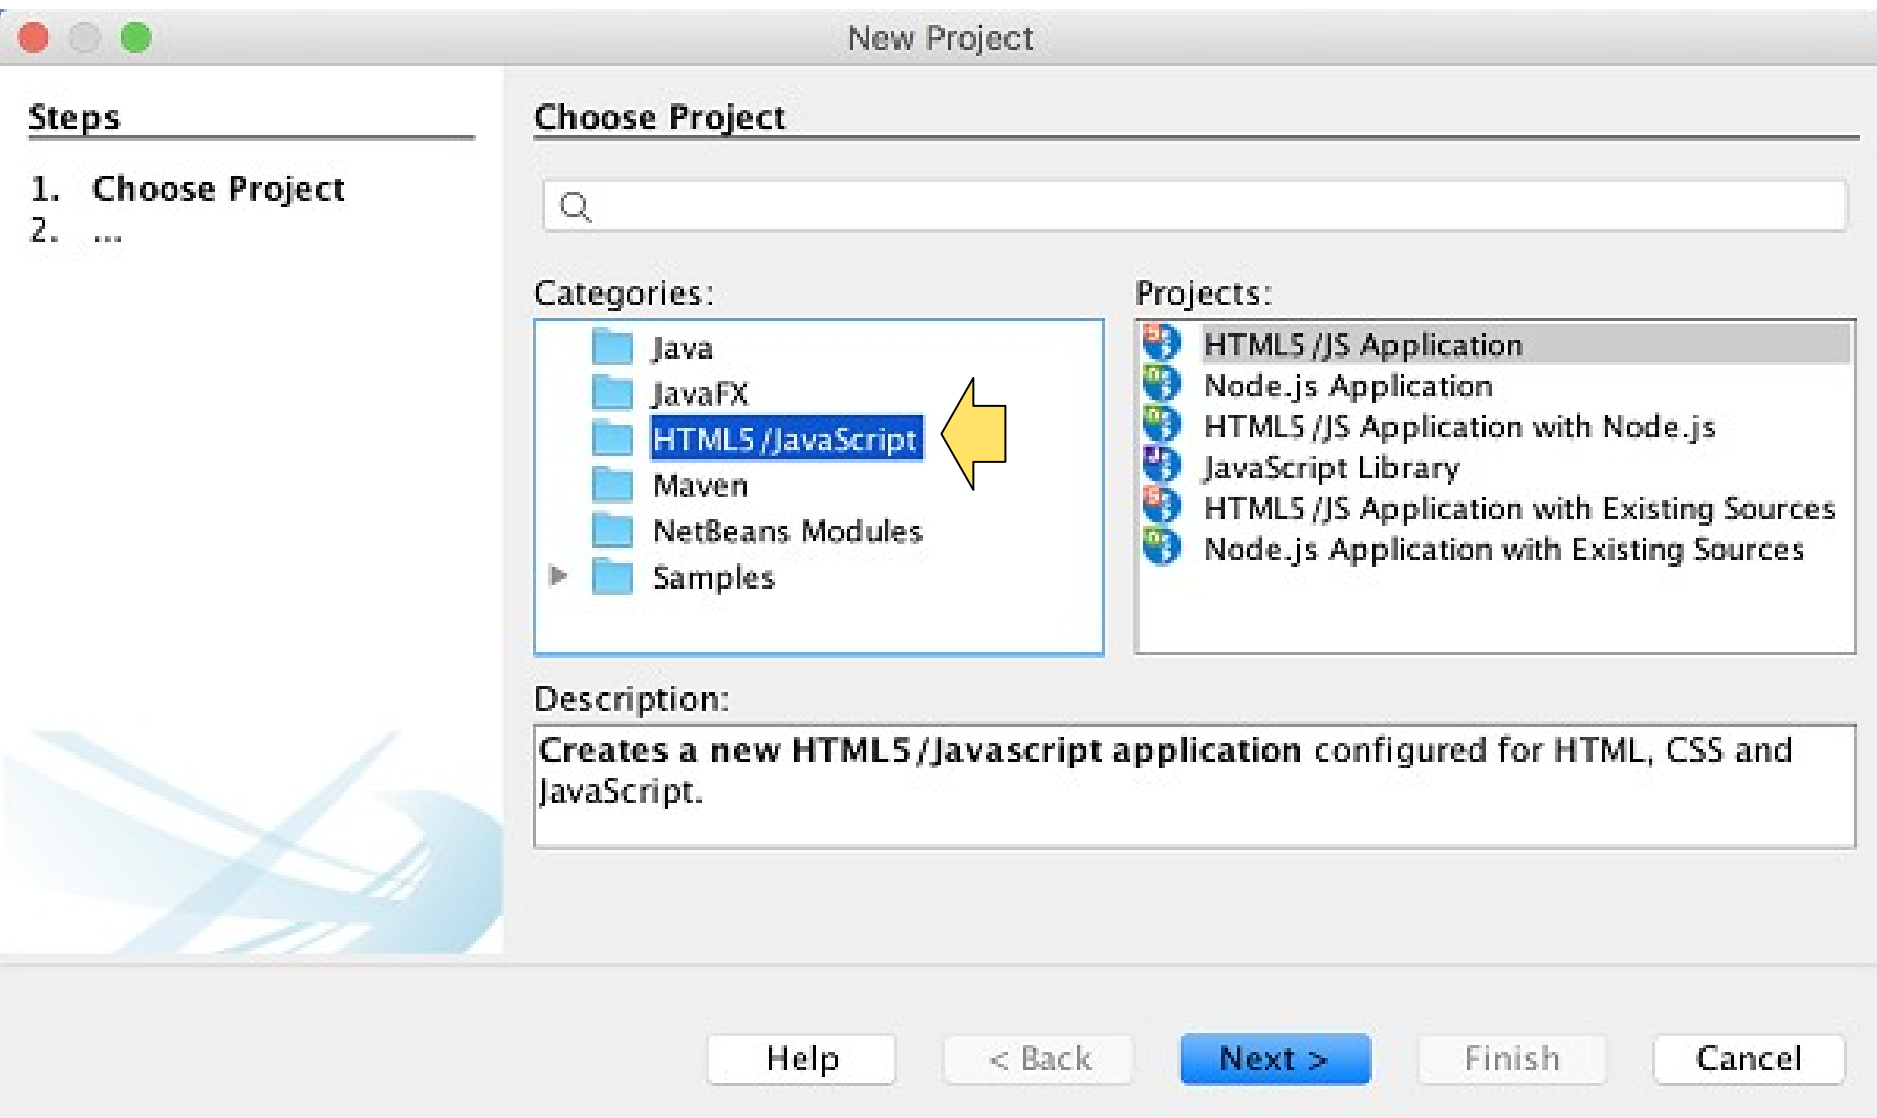 New Project
Steps
1. Choose Project
2. ...
Choose Project
Categories:
Java
JavaFX
HTML5/JavaScript
Maven
NetBeans Modules
Samples
Projects:
HTML5/JS Application
Node.js Application
HTML5/JS Application with Node.js
JavaScript Library
HTML5/JS Application with Existing Sources
Node.js Application with Existing Sources
Description:
Creates a new HTML5/Javascript application configured for HTML, CSS and
JavaScript.
Help
< Back
Next >
Finish
Cancel